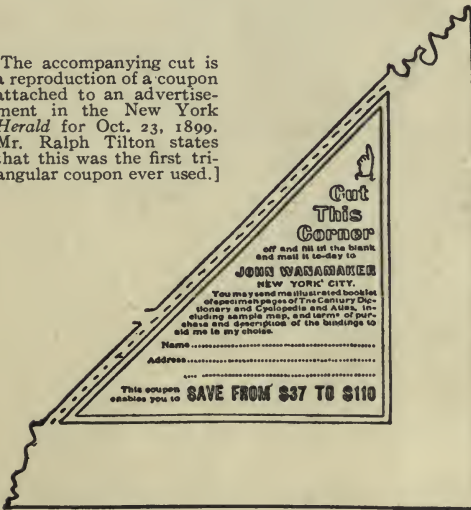 The accompanying cut is
a reproduction of a coupon
attached to an advertise-
ment in the New York
Herald for Oct. 23, 1899.
Mr. Ralph Tilton states
that this was the first tri-
angular coupon ever used.]
Cut
This
Corner
off and fill in the blank
and mail it to-day to
JOHN WANAMAKER
NEW YORK CITY.
You may send me illustrated booklet
of specimen pages of The Century Dic-
tionary and Cyclopedia and Atlas, in-
cluding sample map, and terms of pur-
chase and description of the bindings to
aid me in my choice.
Name
Address
This coupon
enables you to SAVE FROM $37 TO $110